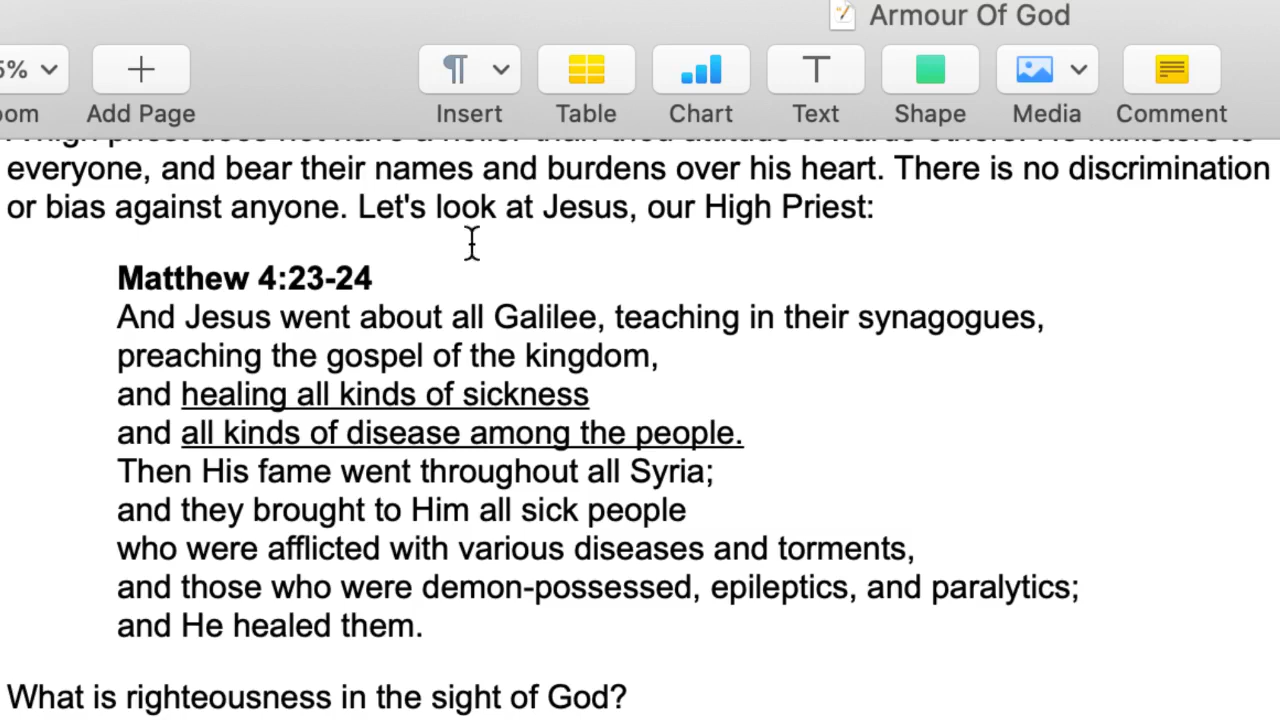 Armour Of God
5%
Add Page
Insert
Table
Chart
Text
Shape
Media
Comment
everyone, and bear their names and burdens over his heart. There is no discrimination
or bias against anyone. Let's look at Jesus, our High Priest:
Matthew 4:23-24
And Jesus went about all Galilee, teaching in their synagogues,
preaching the gospel of the kingdom,
and healing all kinds of sickness
and all kinds of disease among the people.
Then His fame went throughout all Syria;
and they brought to Him all sick people
who were afflicted with various diseases and torments,
and those who were demon-possessed, epileptics, and paralytics;
and He healed them.
What is righteousness in the sight of God?